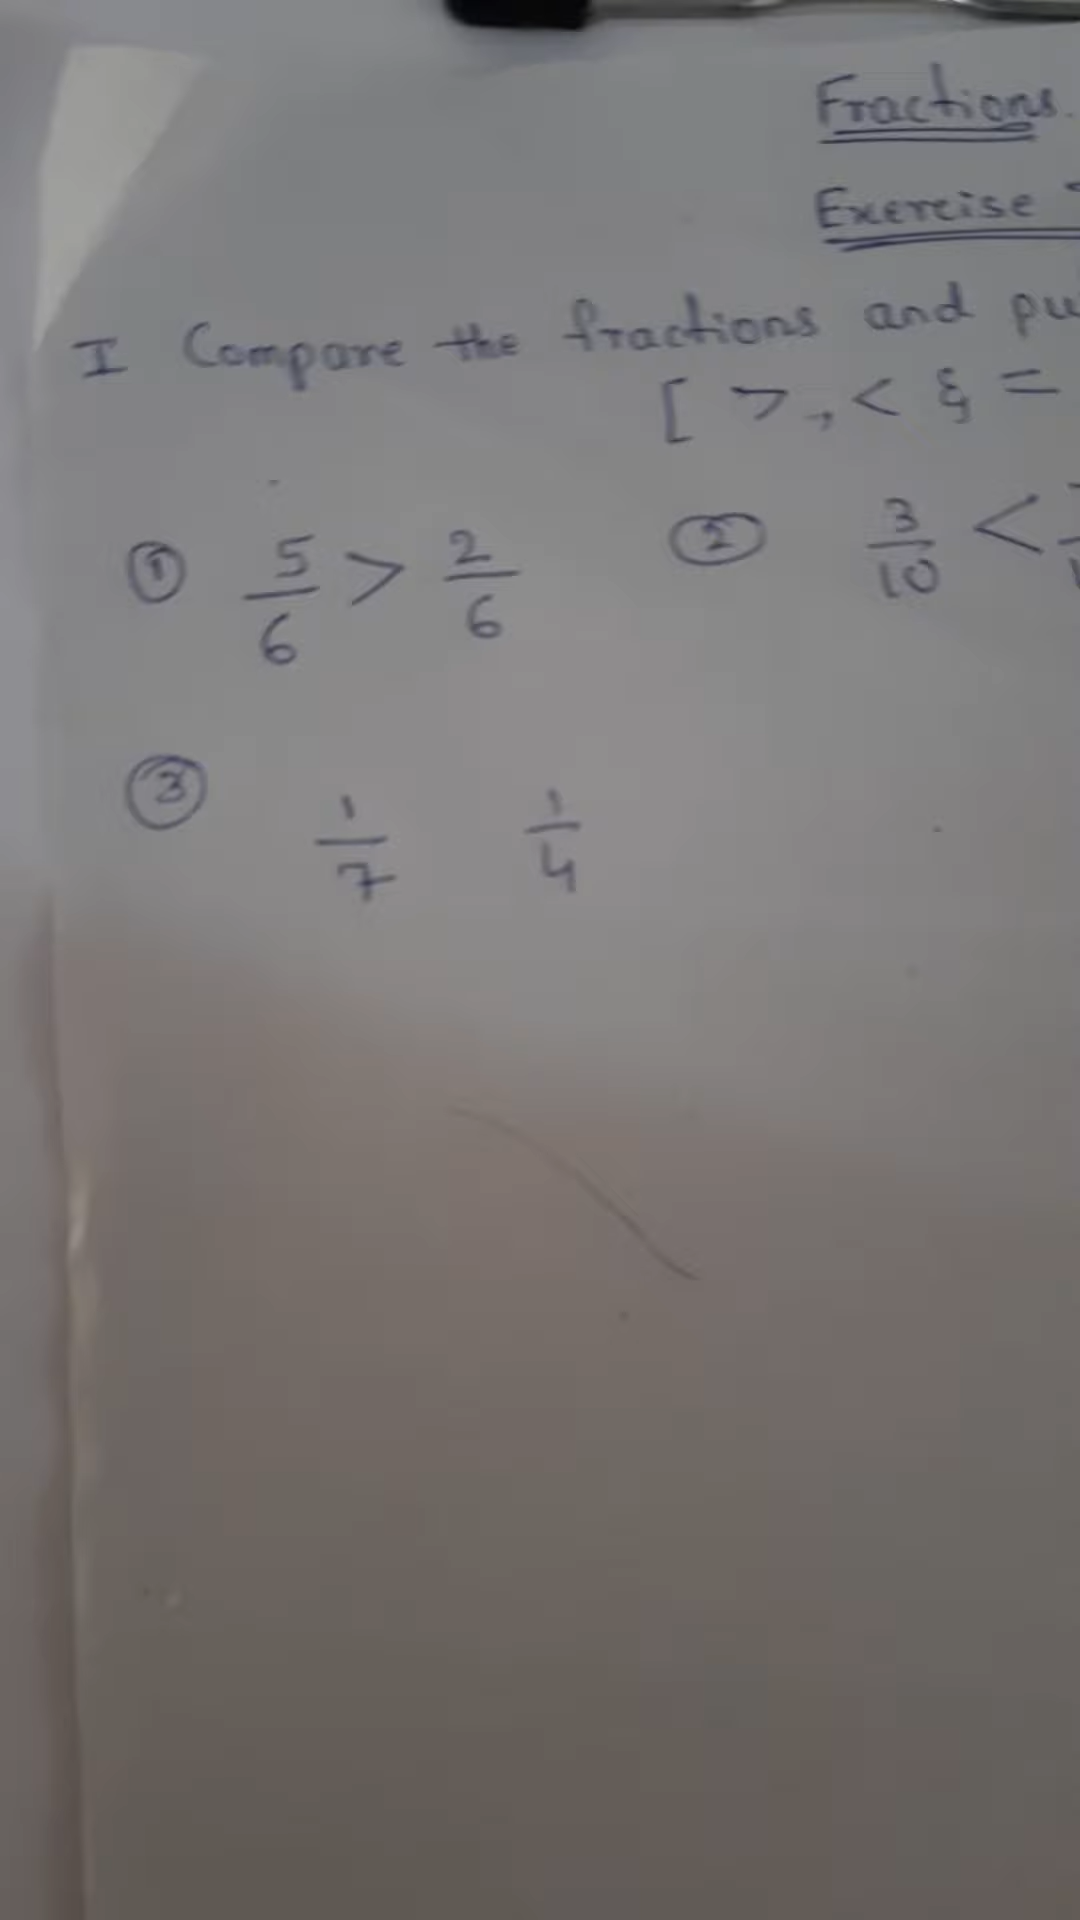 Fractions.
Exercise
I Compare the fractions and
[ >, < & =
① 5/6 > 2/6 ② 3/10 <
③ 1/7 1/4